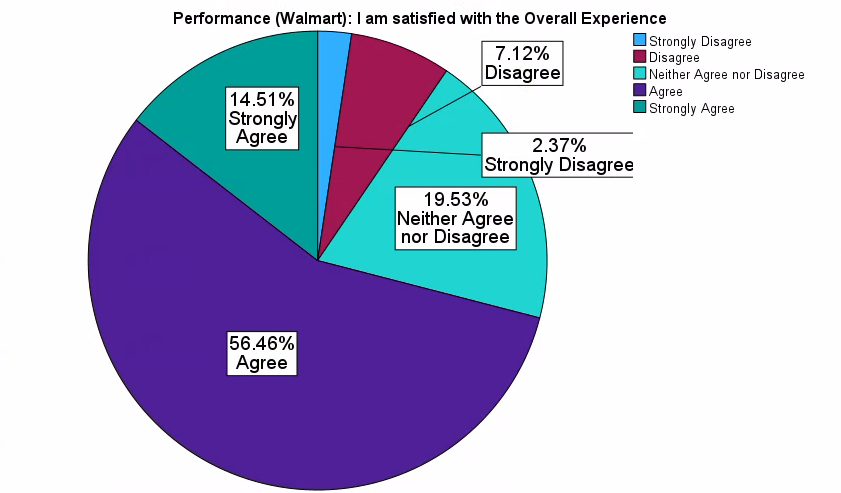 Performance (Walmart): I am satisfied with the Overall Experience
Strongly Disagree
Disagree
Neither Agree nor Disagree
Agree
Strongly Agree
7.12%
Disagree
14.51%
Strongly
Agree
2.37%
Strongly Disagree
19.53%
Neither Agree
nor Disagree
56.46%
Agree